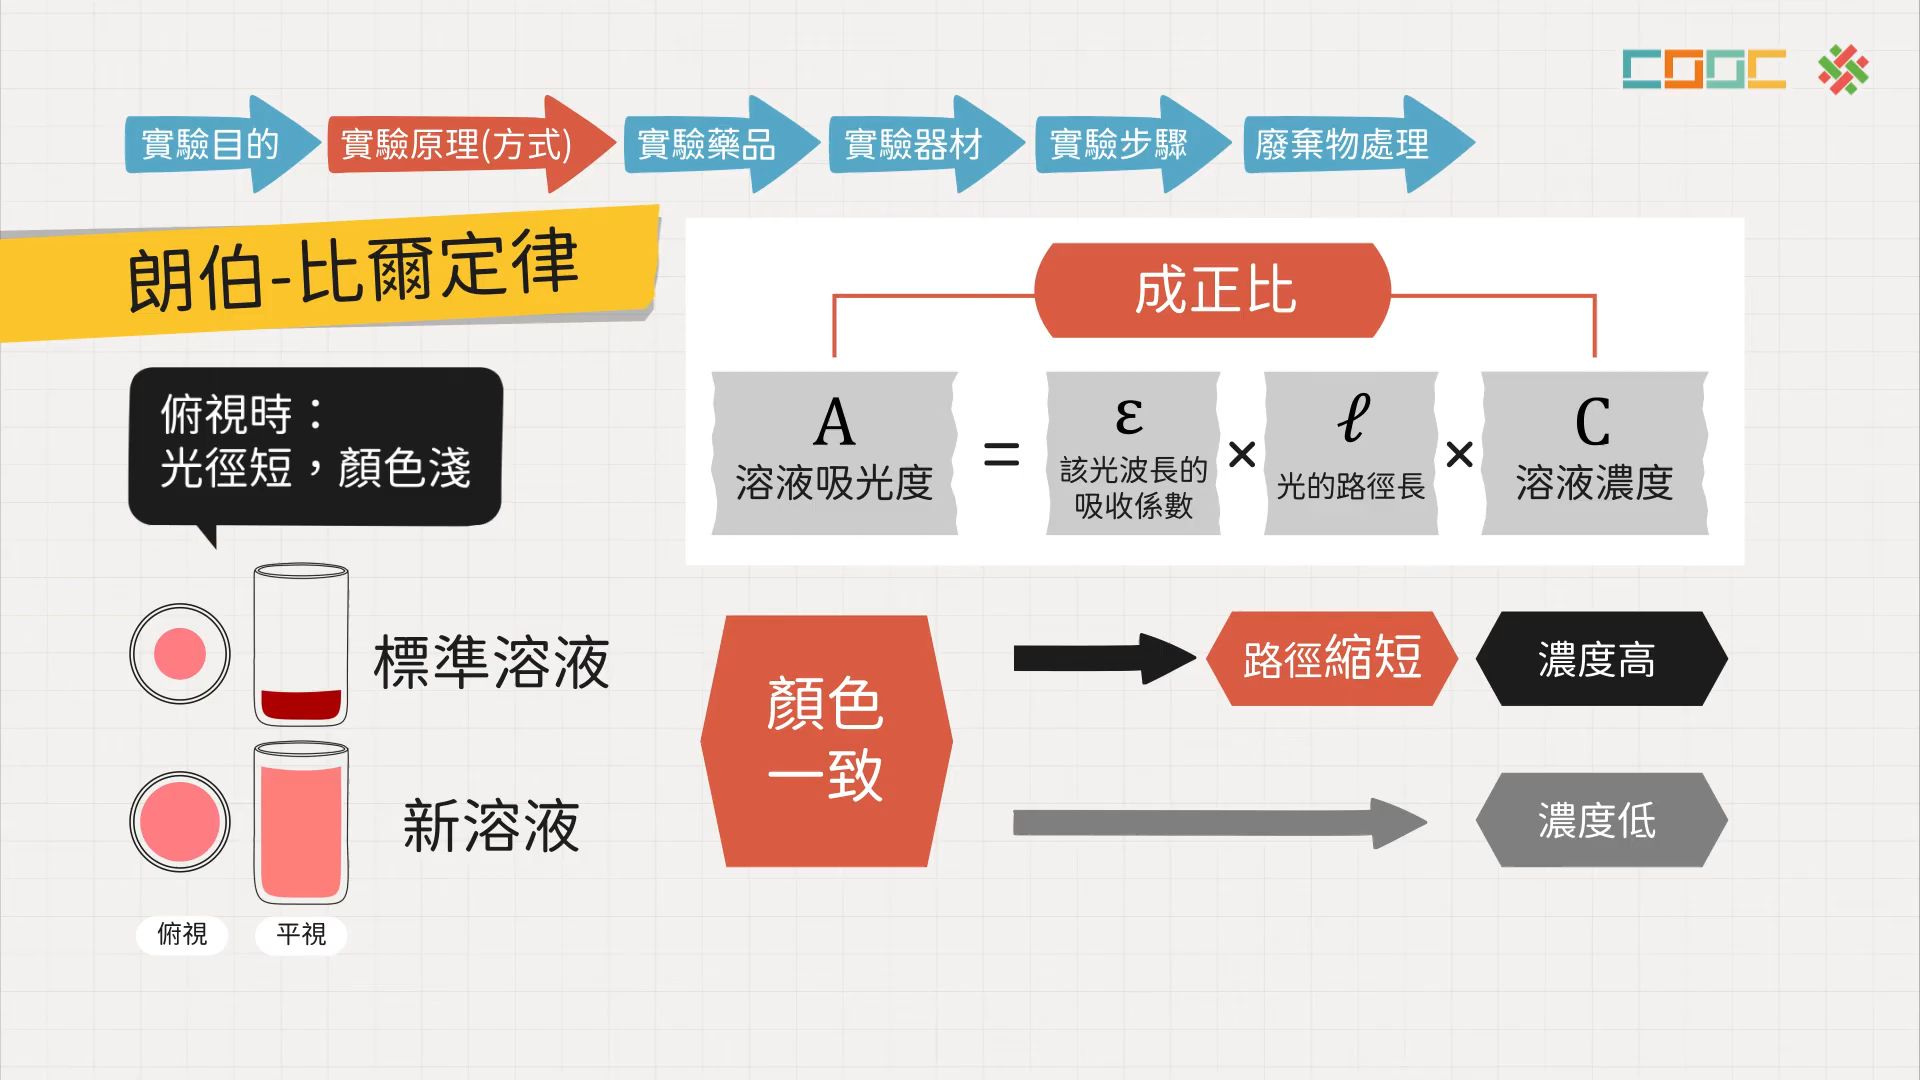 COOC
實驗目的
實驗原理(方式)
實驗藥品
實驗器材
實驗步驟
廢棄物處理
朗伯-比爾定律
成正比
A
溶液吸光度
=
ε
該光波長的
吸收係數
×
ℓ
光的路徑長
×
C
溶液濃度
俯視時：
光徑短，顏色淺
標準溶液
新溶液
俯視
平視
顏色
一致
路徑縮短
濃度高
濃度低